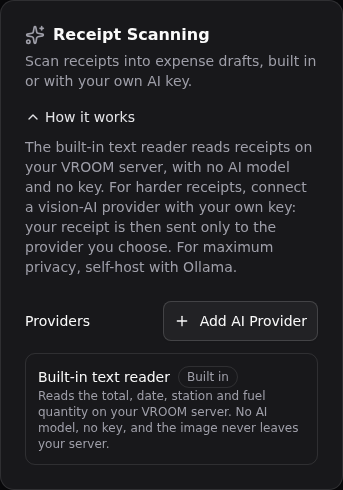 Receipt Scanning
Scan receipts into expense drafts, built in
or with your own AI key.
How it works
The built-in text reader reads receipts on
your VROOM server, with no AI model
and no key. For harder receipts, connect
a vision-AI provider with your own key:
your receipt is then sent only to the
provider you choose. For maximum
privacy, self-host with Ollama.
Providers
+ Add AI Provider
Built-in text reader Built in
Reads the total, date, station and fuel
quantity on your VROOM server. No AI
model, no key, and the image never leaves
your server.